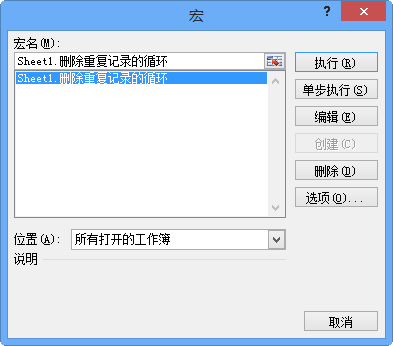 宏
? ×
宏名(M):
Sheet1.删除重复记录的循环
Sheet1.删除重复记录的循环
执行(R)
单步执行(S)
编辑(E)
创建(C)
删除(D)
选项(O)...
位置(A): 所有打开的工作簿
说明
取消